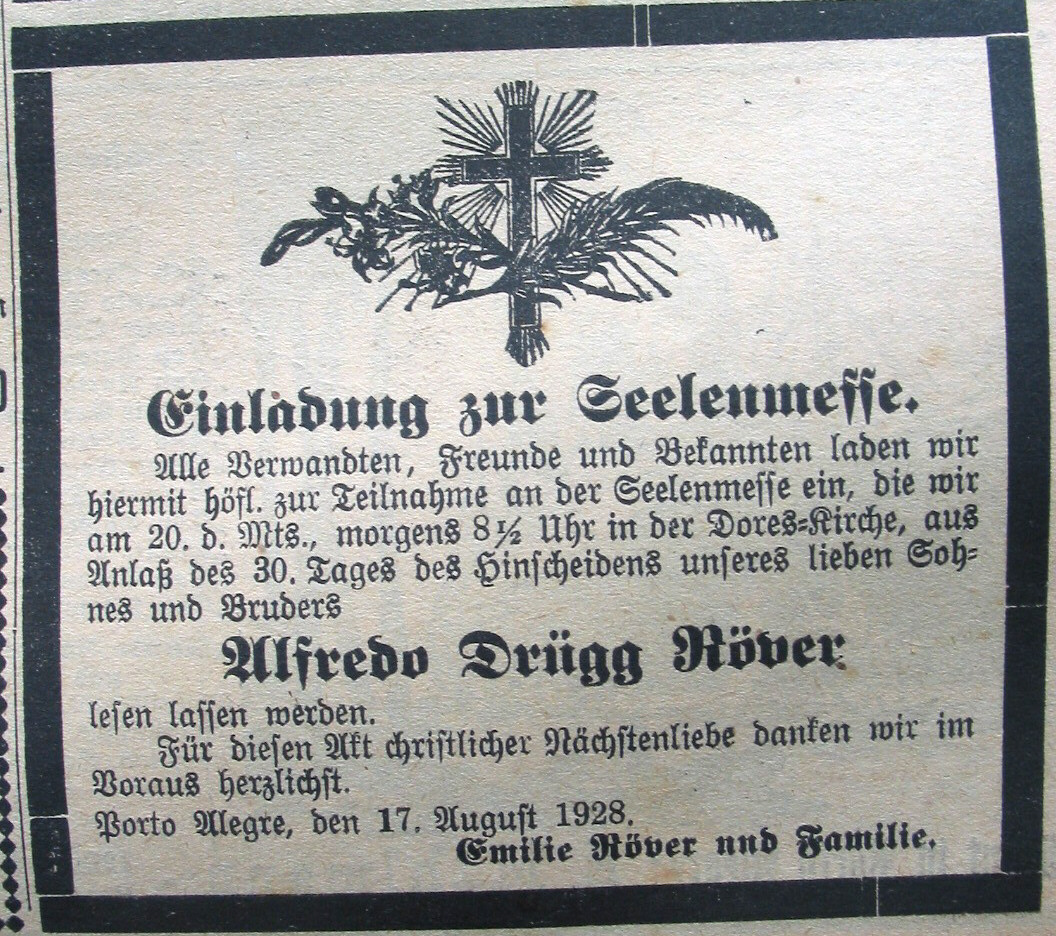 Einladung zur Seelenmesse.
Alle Verwandten, Freunde und Bekannten laden wir
hiermit höfl. zur Teilnahme an der Seelenmesse ein, die wir
am 20. d. Mts., morgens 8½ Uhr in der Dores-Kirche, aus
Anlaß des 30. Tages des Hinscheidens unseres lieben Soh-
nes und Bruders
Alfredo Drügg Röver
lesen lassen werden.
Für diesen Akt christlicher Nächstenliebe danken wir im
Voraus herzlichst.
Porto Alegre, den 17. August 1928.
Emilie Röver und Familie.